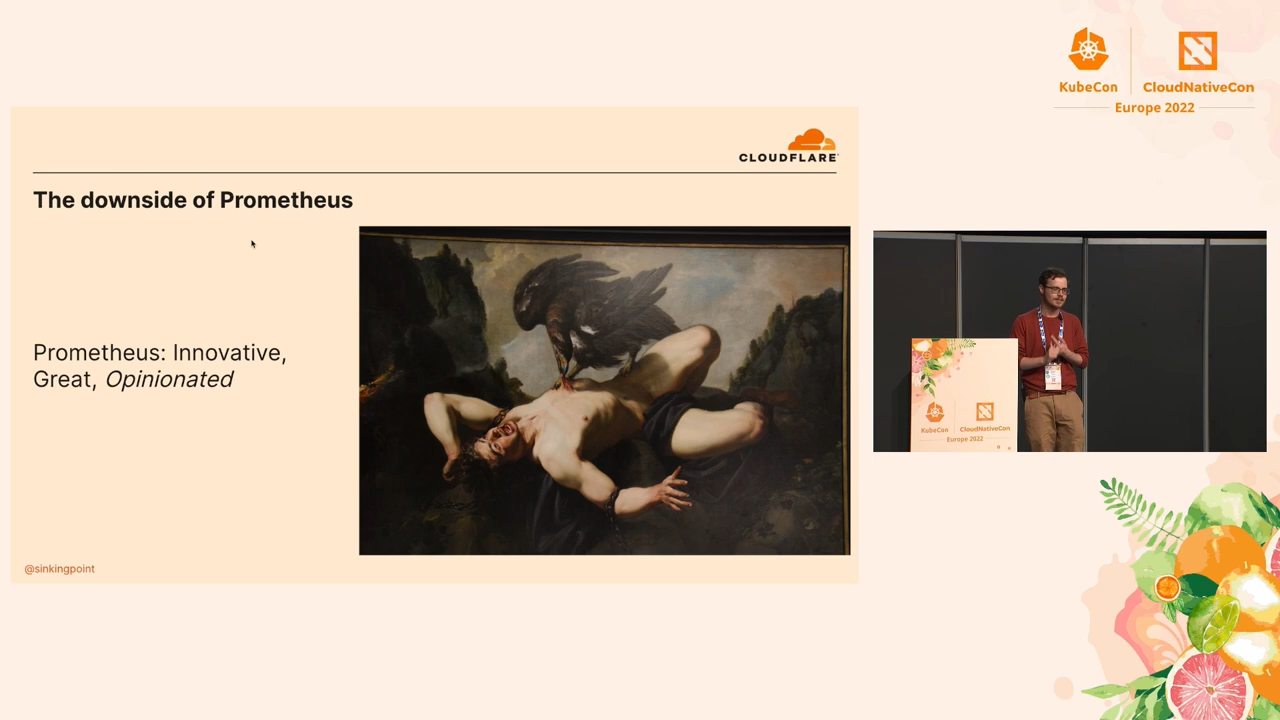 KubeCon
CloudNativeCon
Europe 2022
CLOUDFLARE
The downside of Prometheus
Prometheus: Innovative,
Great, Opinionated
@sinkingpoint
KubeCon
CloudNativeCon
Europe 2022